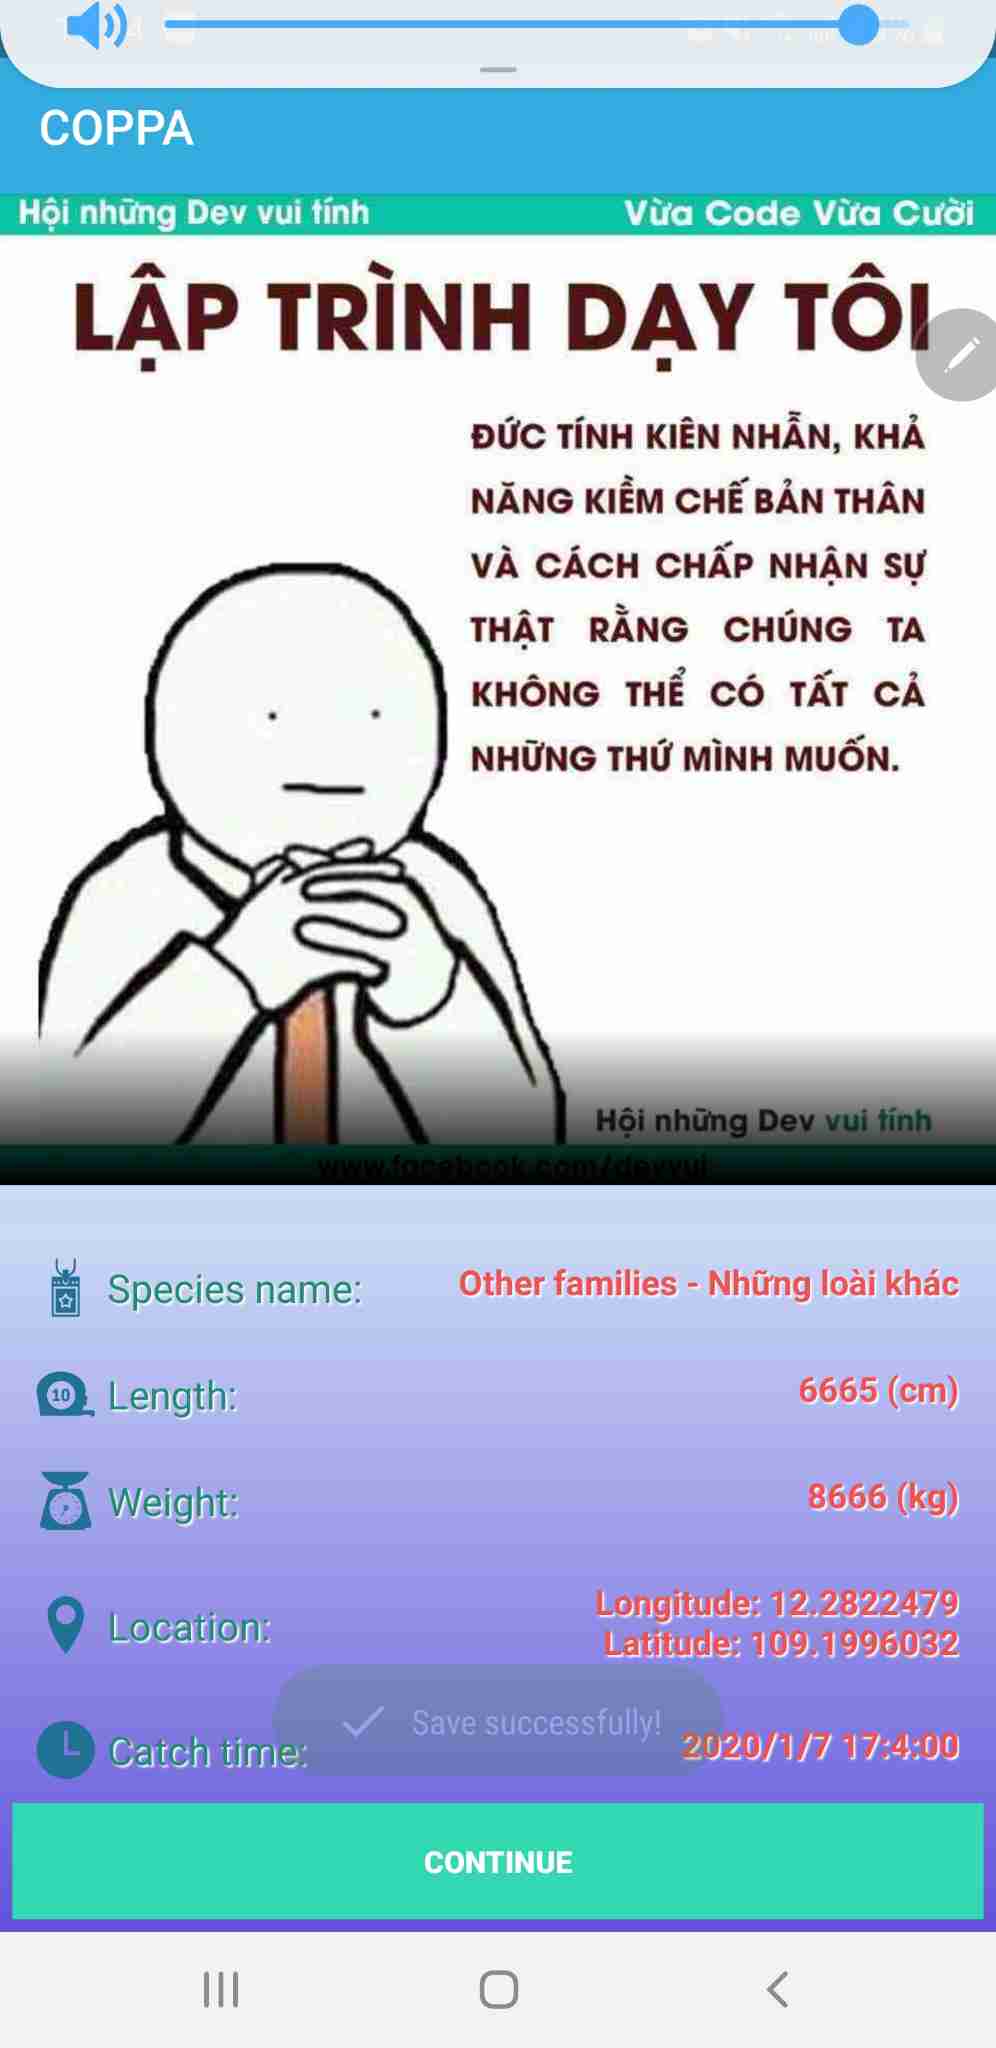 COPPA
Hội những Dev vui tính
Vừa Code Vừa Cười
LẬP TRÌNH DẠY TÔI
ĐỨC TÍNH KIÊN NHẪN, KHẢ
NĂNG KIỀM CHẾ BẢN THÂN
VÀ CÁCH CHẤP NHẬN SỰ
THẬT RẰNG CHÚNG TA
KHÔNG THỂ CÓ TẤT CẢ
NHỮNG THỨ MÌNH MUỐN.
Hội những Dev vui tính
www.facebook.com/devvui
Species name: Other families - Những loài khác
10
Length: 6665 (cm)
Weight: 8666 (kg)
Location: Longitude: 12.2822479
Latitude: 109.1996032
Save successfully!
Catch time: 2020/1/7 17:4:00
CONTINUE